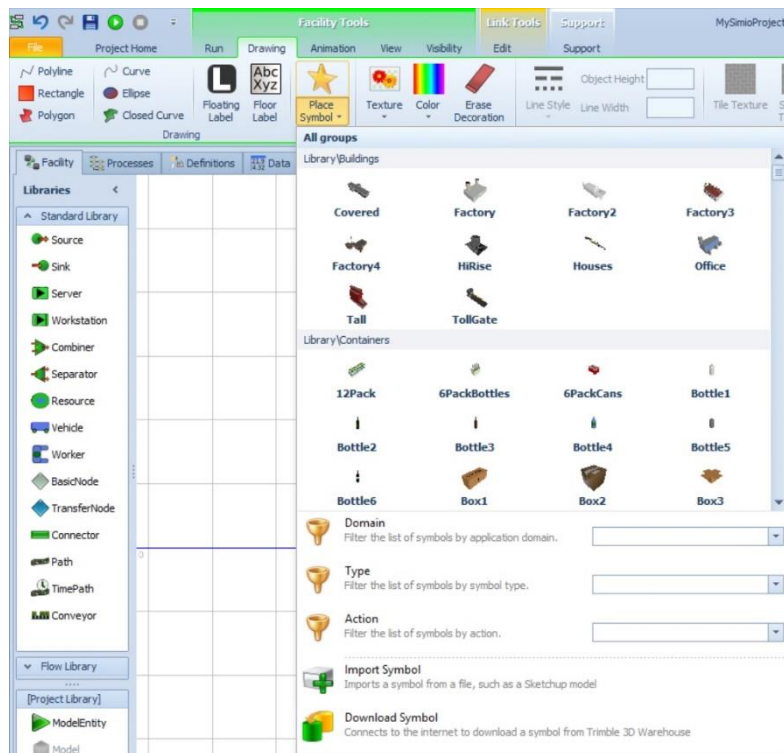 Facility Tools Link Tools Support MySimioProject
File Project Home Run Drawing Animation View Visibility Edit Support
Polyline Curve
Rectangle Ellipse
Polygon Closed Curve
L
Floating Label
Abc Xyz
Floor Label
Place Symbol
Texture
Color
Erase Decoration
Line Style
Object Height
Line Width
Tile Texture
Drawing
Facility Processes Definitions Data
Libraries
Standard Library
Source
Sink
Server
Workstation
Combiner
Separator
Resource
Vehicle
Worker
BasicNode
TransferNode
Connector
Path
TimePath
Conveyor
Flow Library
[Project Library]
ModelEntity
Model
0
All groups
Library\Buildings
Covered Factory Factory2 Factory3
Factory4 HiRise Houses Office
Tall TollGate
Library\Containers
12Pack 6PackBottles 6PackCans Bottle1
Bottle2 Bottle3 Bottle4 Bottle5
Bottle6 Box1 Box2 Box3
Domain
Filter the list of symbols by application domain.
Type
Filter the list of symbols by symbol type.
Action
Filter the list of symbols by action.
Import Symbol
Imports a symbol from a file, such as a Sketchup model
Download Symbol
Connects to the internet to download a symbol from Trimble 3D Warehouse